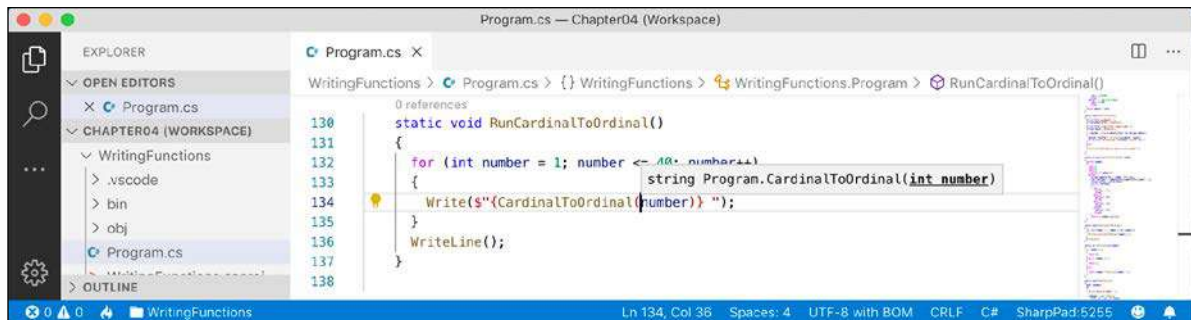 Program.cs — Chapter04 (Workspace)
EXPLORER
Program.cs ×
OPEN EDITORS
WritingFunctions > Program.cs > {} WritingFunctions > WritingFunctions.Program > RunCardinalToOrdinal()
× Program.cs
0 references
CHAPTER04 (WORKSPACE)
130 static void RunCardinalToOrdinal()
131 {
WritingFunctions
132 for (int number = 1; number <= 40; number++)
> .vscode
133 {
string Program.CardinalToOrdinal(int number)
> bin
134 Write($"{CardinalToOrdinal(number)} ");
> obj
135 }
Program.cs
136 WriteLine();
137 }
> OUTLINE
138
0 0 WritingFunctions Ln 134, Col 36 Spaces: 4 UTF-8 with BOM CRLF C# SharpPad:5255